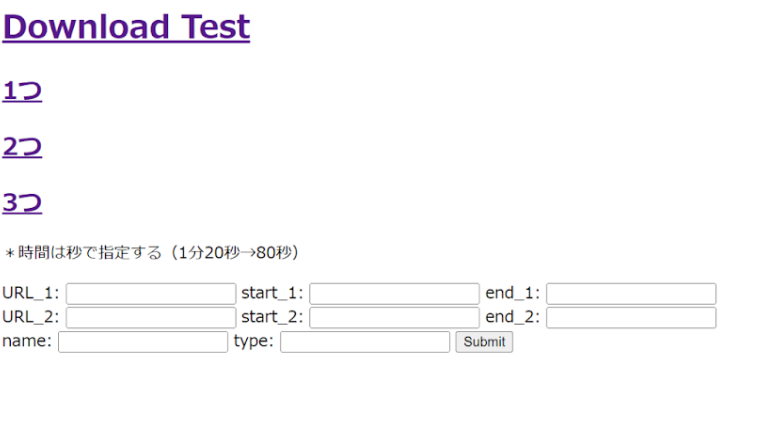 Download Test
1つ
2つ
3つ
＊時間は秒で指定する（1分20秒→80秒）
URL_1: start_1: end_1:
URL_2: start_2: end_2:
name: type: Submit